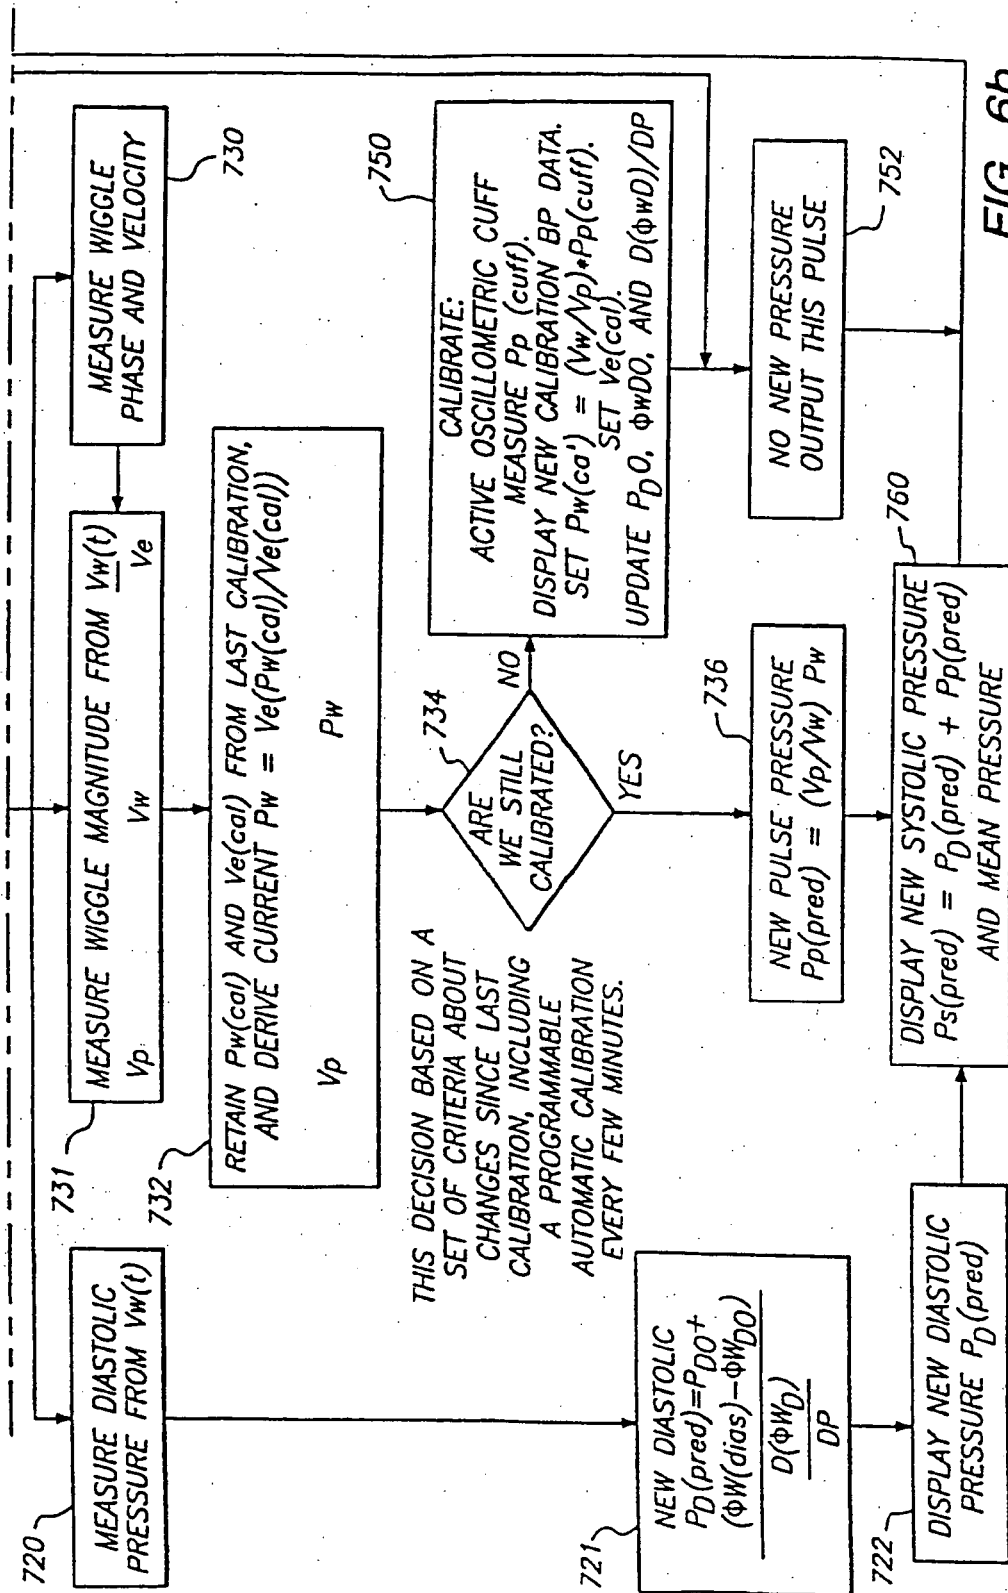 720
MEASURE DIASTOLIC
PRESSURE FROM Vw(t)
731
MEASURE WIGGLE MAGNITUDE FROM Vw(t)
Vp Vw Ve
MEASURE WIGGLE
PHASE AND VELOCITY
730
732
RETAIN Pw(cal) AND Ve(cal) FROM LAST CALIBRATION,
AND DERIVE CURRENT Pw = Ve(Pw(cal)/Ve(cal))
Vp Pw
THIS DECISION BASED ON A
SET OF CRITERIA ABOUT
CHANGES SINCE LAST
CALIBRATION, INCLUDING
A PROGRAMMABLE
AUTOMATIC CALIBRATION
EVERY FEW MINUTES.
734
ARE
WE STILL
CALIBRATED?
NO
YES
750
CALIBRATE:
ACTIVE OSCILLOMETRIC CUFF
MEASURE Pp (cuff).
DISPLAY NEW CALIBRATION BP DATA.
SET Pw(ca') = (Vw/Vp)*Pp(cuff).
SET Ve(cal).
UPDATE PDO, ϕwDO, AND D(ϕwD)/DP
721
NEW DIASTOLIC
PD(pred)=PDO+
(ϕW(dias)-ϕWDO)
D(ϕWD)
DP
736
NEW PULSE PRESSURE
Pp(pred) = (Vp/Vw) Pw
NO NEW PRESSURE
OUTPUT THIS PULSE
752
722
DISPLAY NEW DIASTOLIC
PRESSURE PD(pred)
760
DISPLAY NEW SYSTOLIC PRESSURE
Ps(pred) = PD(pred) + Pp(pred)
AND MEAN PRESSURE
FIG._6b